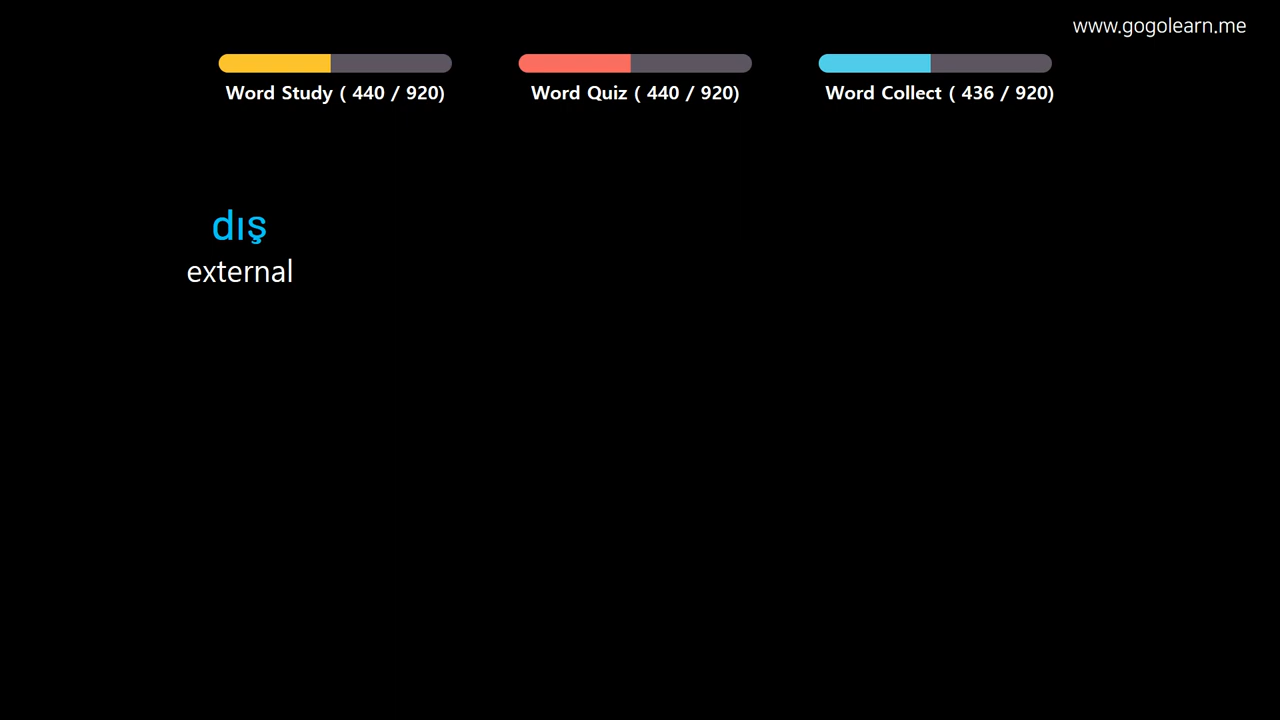 www.gogolearn.me
Word Study ( 440 / 920)
Word Quiz ( 440 / 920)
Word Collect ( 436 / 920)
dış
external